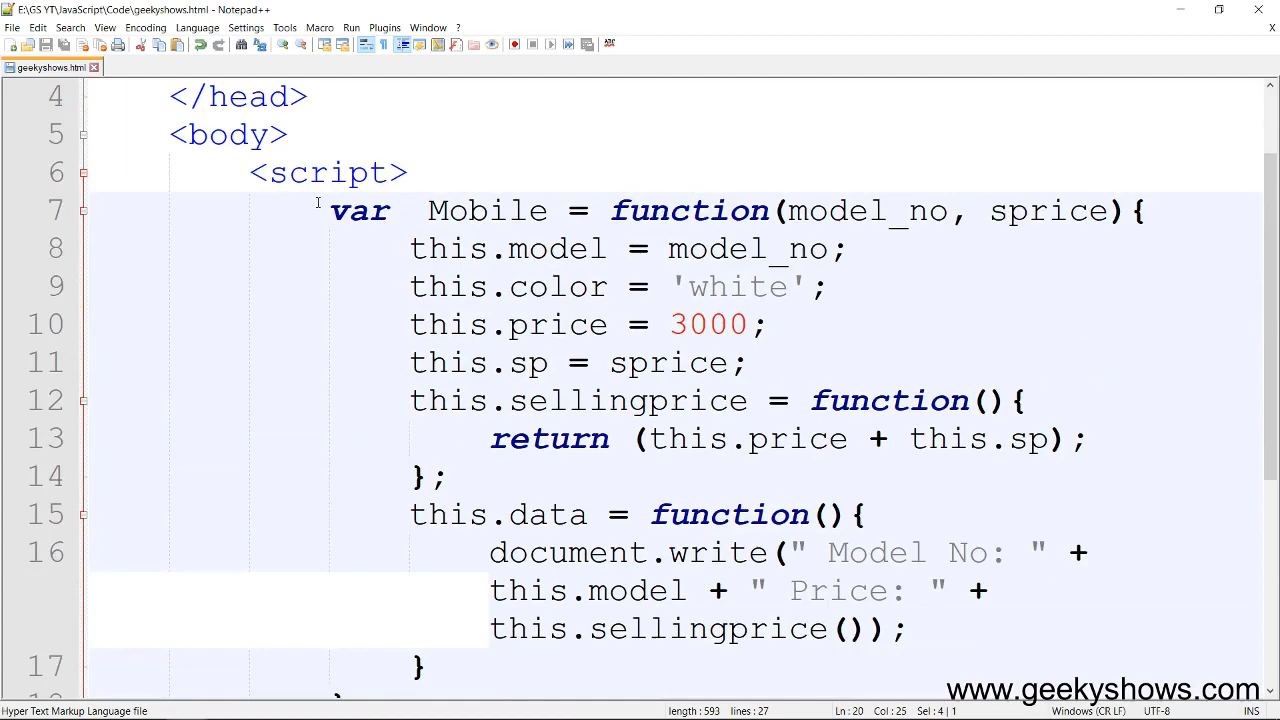 E:\GS YT\JavaScript\Code\geekyshows.html - Notepad++
File Edit Search View Encoding Language Settings Tools Macro Run Plugins Window ?
X
geekyshows.html
4 </head>
5 <body>
6 <script>
7 var Mobile = function(model_no, sprice){
8 this.model = model_no;
9 this.color = 'white';
10 this.price = 3000;
11 this.sp = sprice;
12 this.sellingprice = function(){
13 return (this.price + this.sp);
14 };
15 this.data = function(){
16 document.write(" Model No: " +
this.model + " Price: " +
this.sellingprice());
17 }
www.geekyshows.com
Hyper Text Markup Language file length : 593 lines : 27 Ln : 20 Col : 25 Sel : 4 | 1 Windows (CR LF) UTF-8 INS